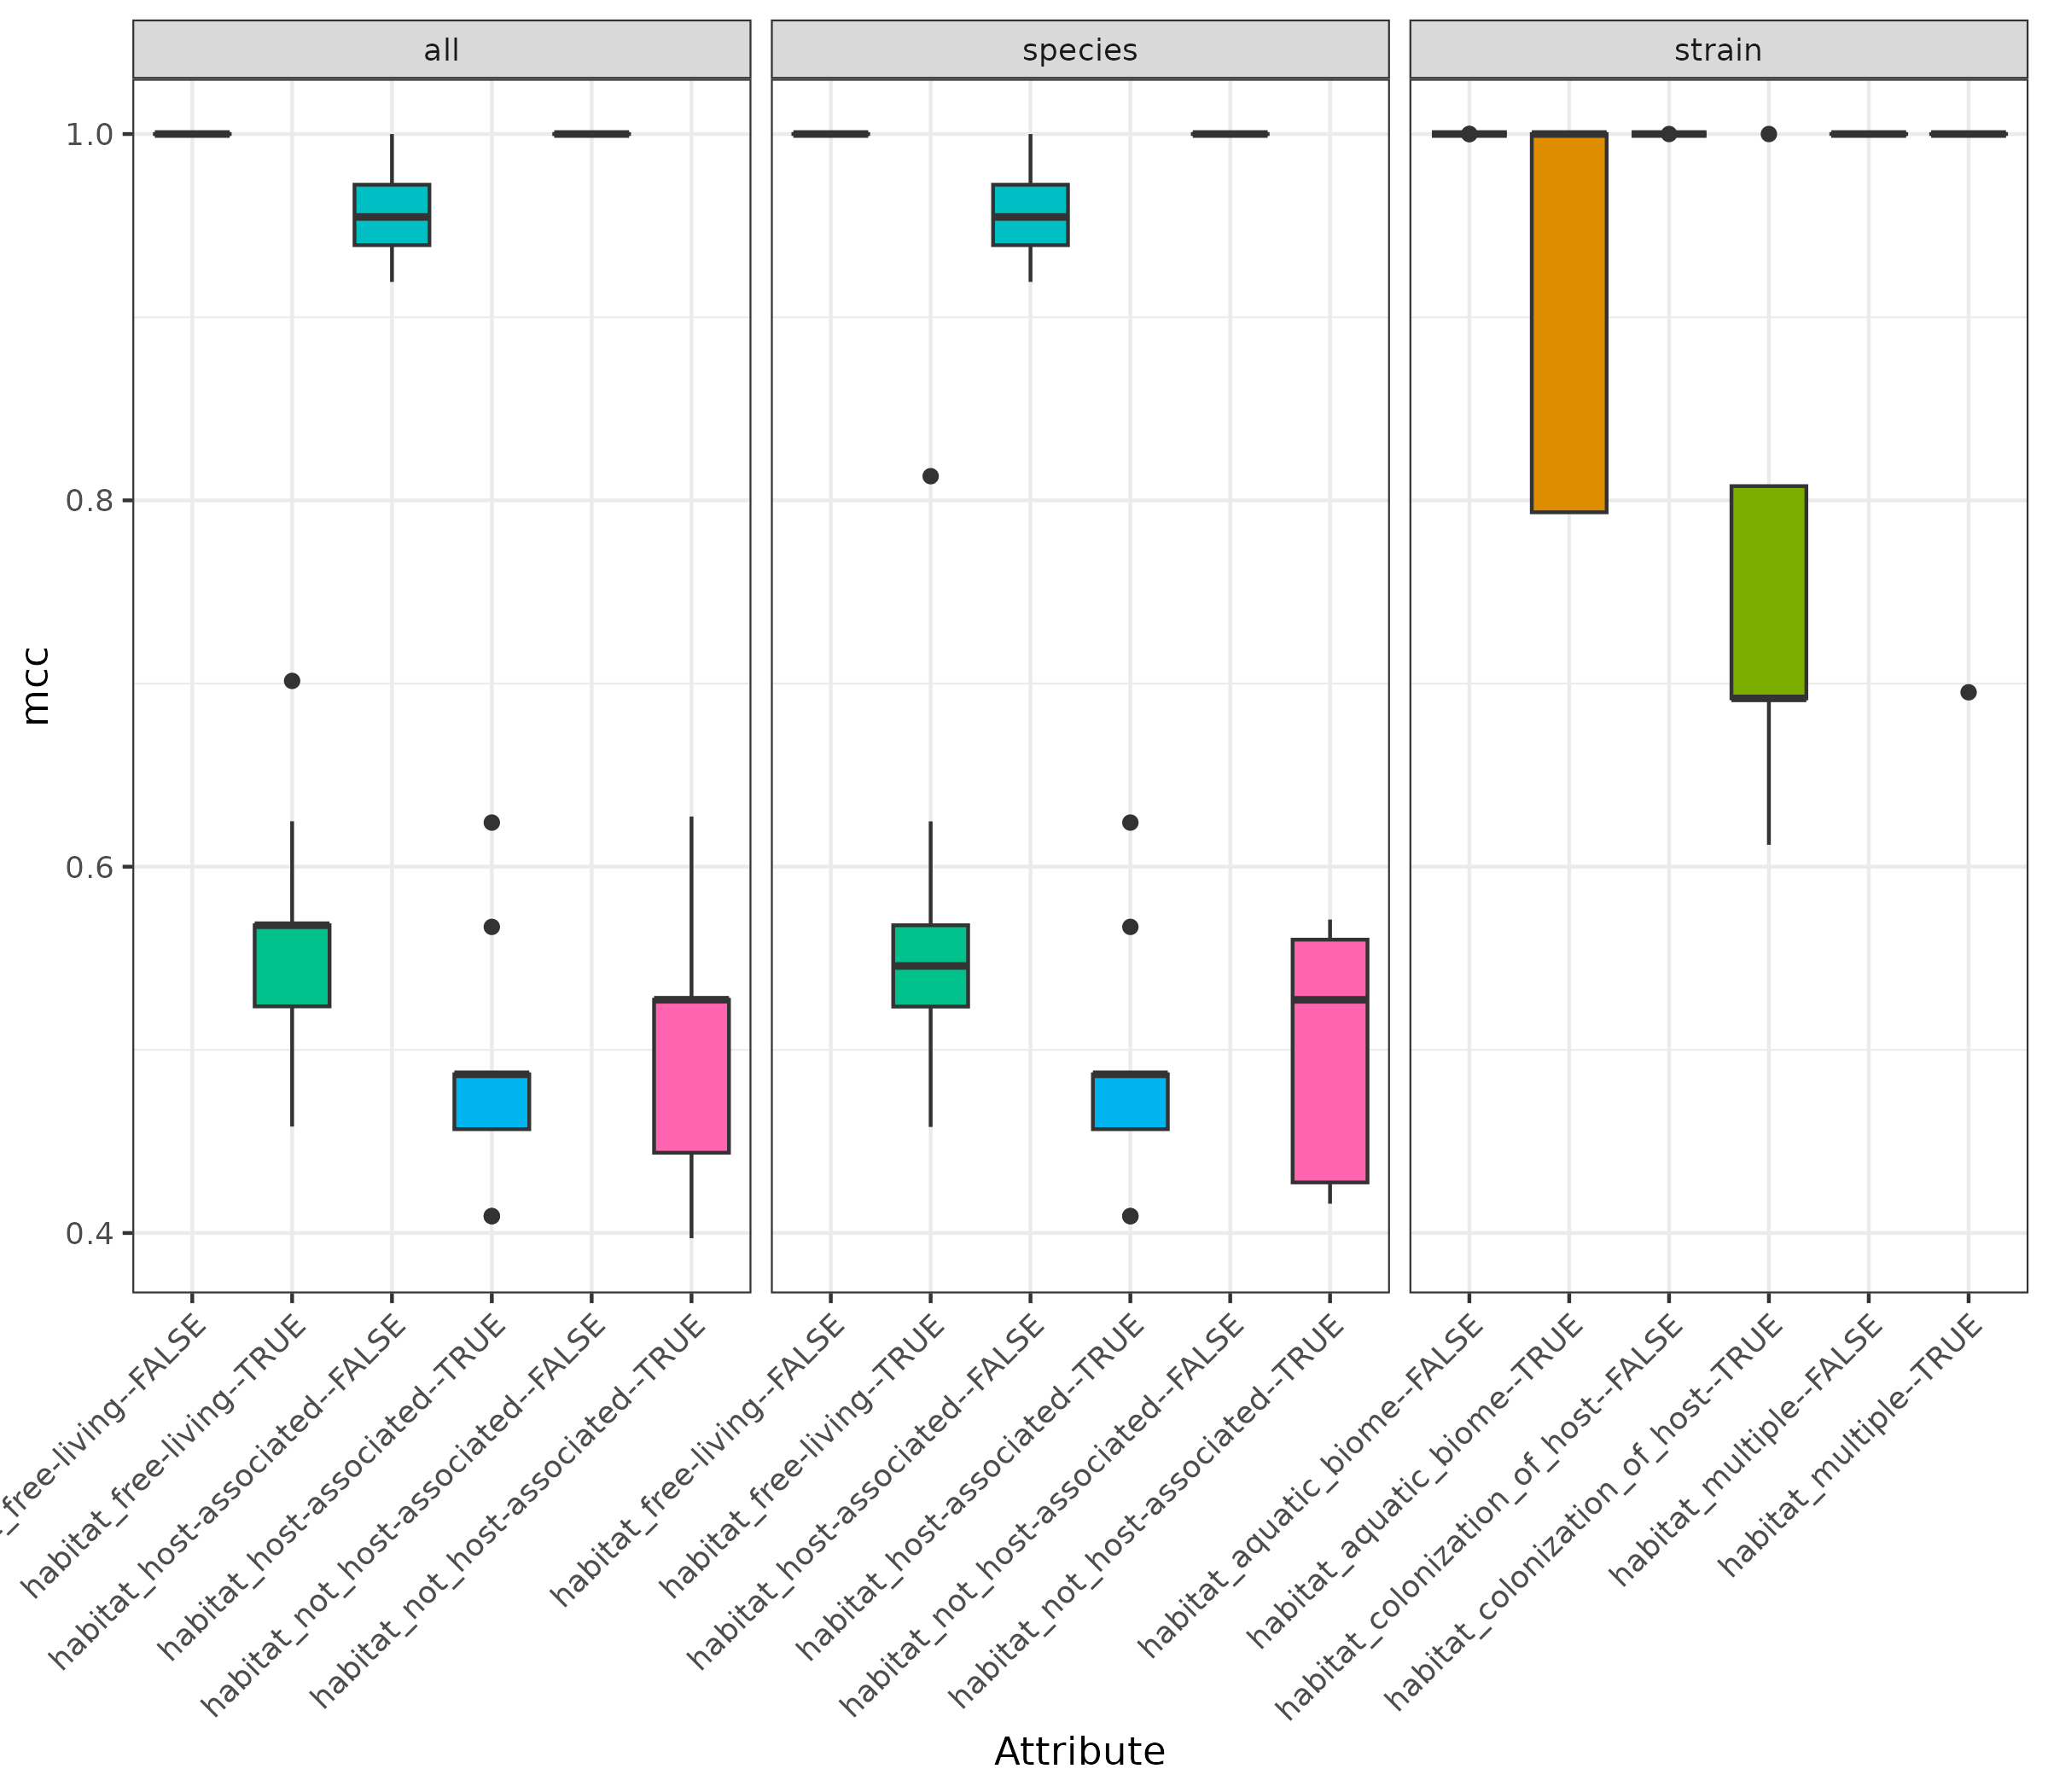 all
species
strain
mcc
1.0
0.8
0.6
0.4
_free-living--FALSE
habitat_free-living--TRUE
habitat_host-associated--FALSE
habitat_host-associated--TRUE
habitat_not_host-associated--FALSE
habitat_not_host-associated--TRUE
habitat_free-living--FALSE
habitat_free-living--TRUE
habitat_host-associated--FALSE
habitat_host-associated--TRUE
habitat_not_host-associated--FALSE
habitat_not_host-associated--TRUE
habitat_aquatic_biome--FALSE
habitat_aquatic_biome--TRUE
habitat_colonization_of_host--FALSE
habitat_colonization_of_host--TRUE
habitat_multiple--FALSE
habitat_multiple--TRUE
Attribute